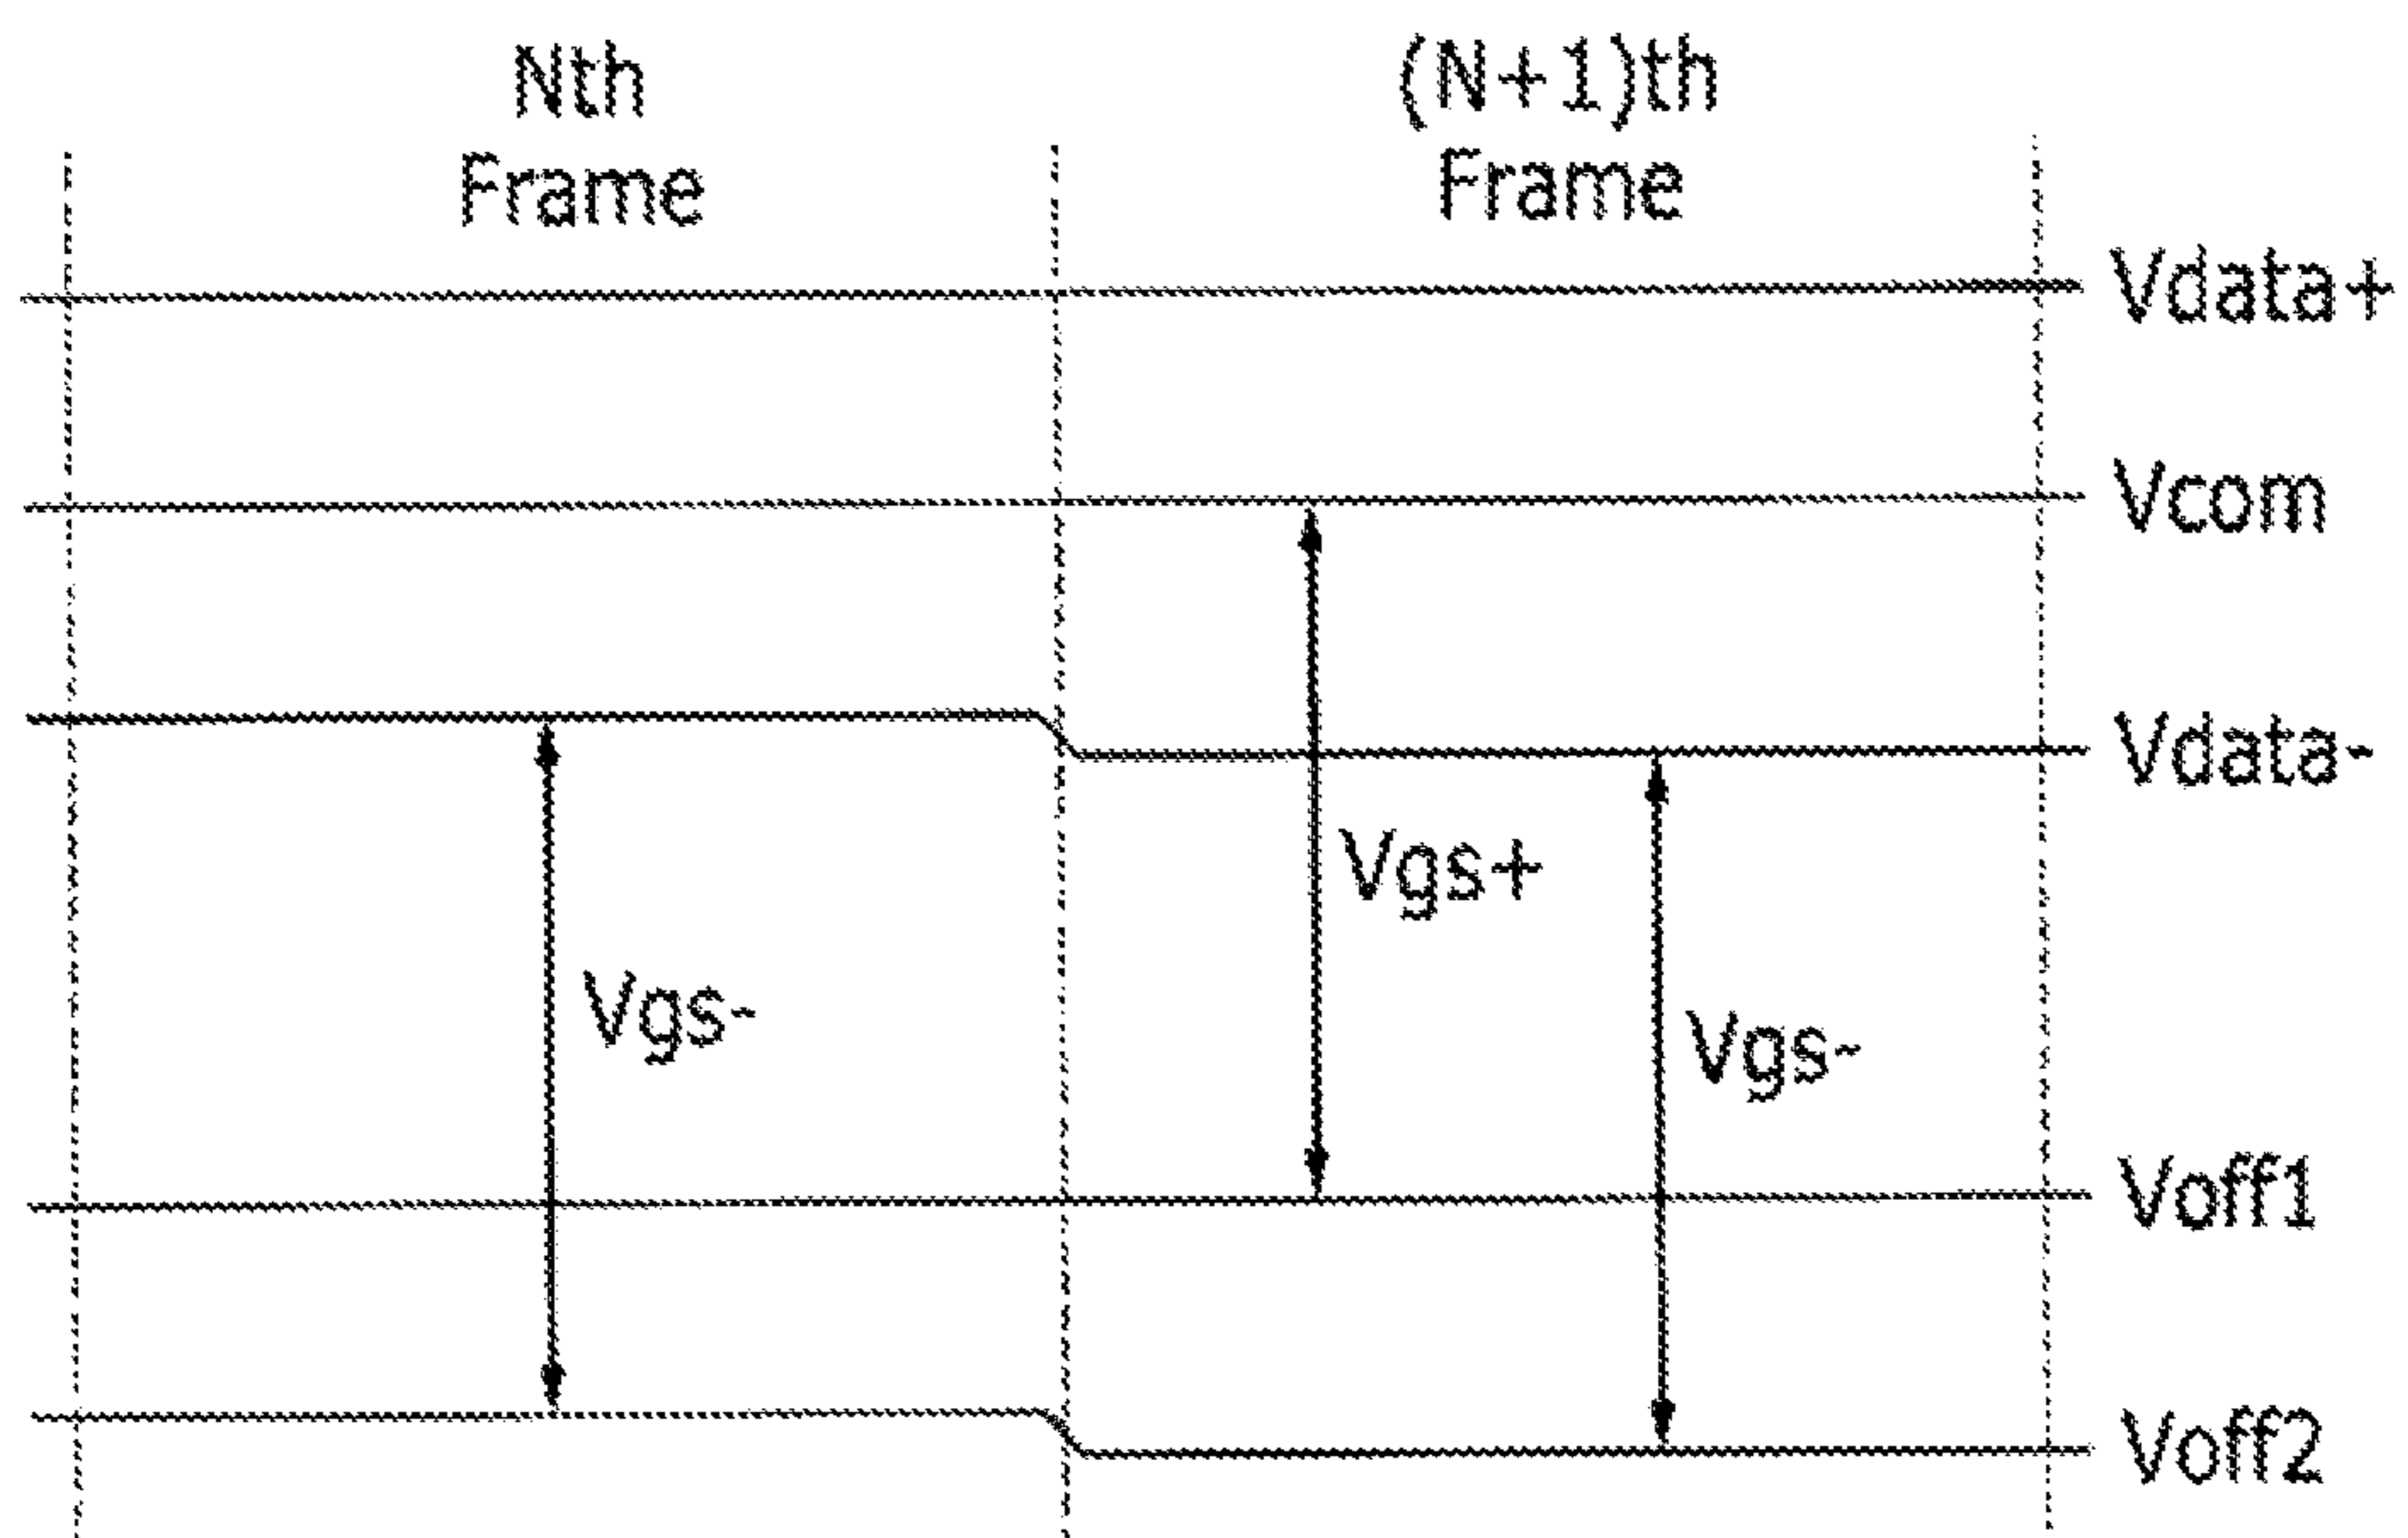 Nth
Frame
(N+1)th
Frame
Vdata+
Vcom
Vdata-
Vgs+
Vgs-
Vgs-
Voff1
Voff2